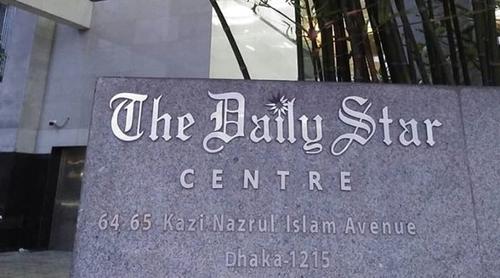 The Daily Star
CENTRE
64-65 Kazi Nazrul Islam Avenue
Dhaka-1215